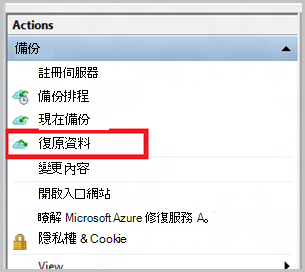 Actions
備份
註冊伺服器
備份排程
現在備份
復原資料
變更內容
開啟入口網站
瞭解 Microsoft Azure 修復服務 A。
隱私權 & Cookie
View